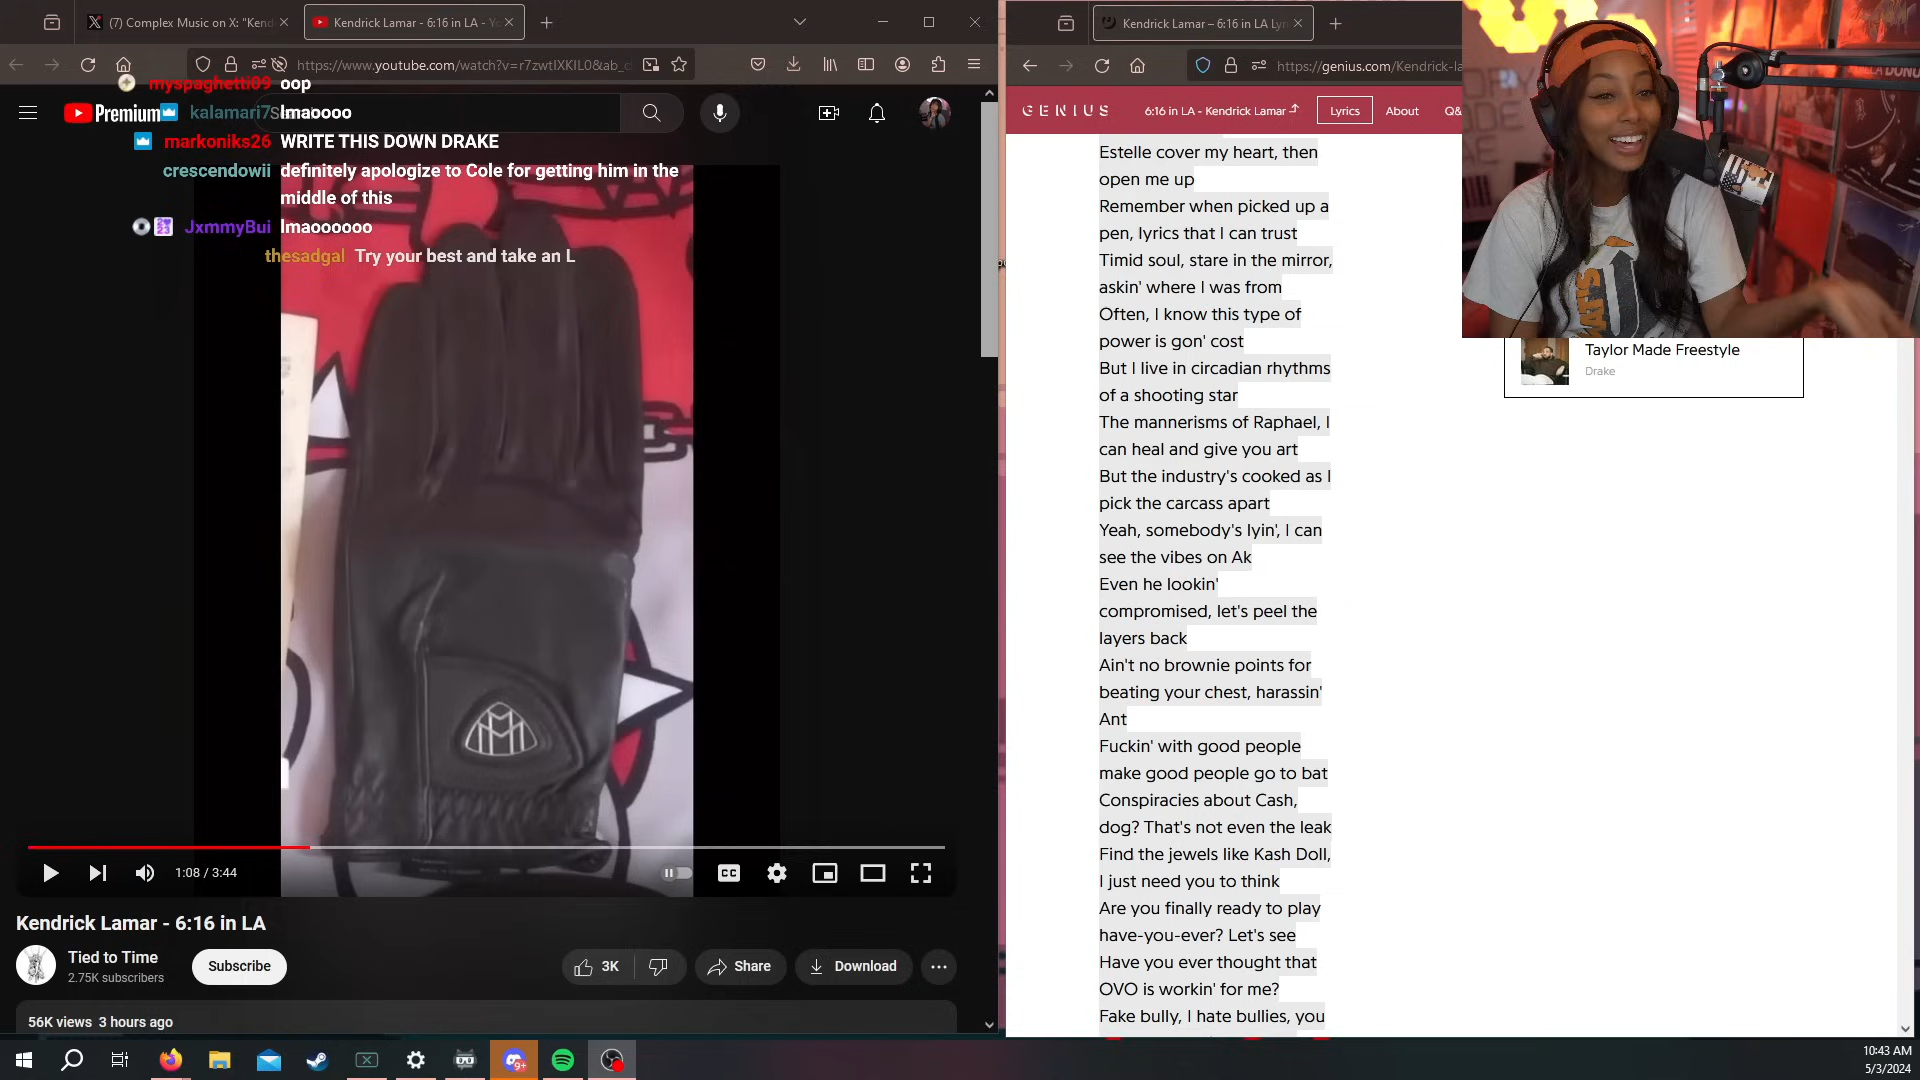 (7) Complex Music on X: "Kend
Kendrick Lamar - 6:16 in LA - Yo
Kendrick Lamar – 6:16 in LA Lyri
https://www.youtube.com/watch?v=r7zwtIXKIL0&ab_c
https://genius.com/Kendrick-la
myspaghetti09 oop
Premium
kalamari7 lmaoooo
markoniks26 WRITE THIS DOWN DRAKE
crescendowii definitely apologize to Cole for getting him in the
middle of this
JxmmyBui lmaoooooo
thesadgal Try your best and take an L
1:08 / 3:44
CC
Kendrick Lamar - 6:16 in LA
Tied to Time
2.75K subscribers
Subscribe
3K
Share
Download
56K views 3 hours ago
GENIUS
6:16 in LA - Kendrick Lamar
Lyrics
About
Q&
Estelle cover my heart, then
open me up
Remember when picked up a
pen, lyrics that I can trust
Timid soul, stare in the mirror,
askin' where I was from
Often, I know this type of
power is gon' cost
But I live in circadian rhythms
of a shooting star
The mannerisms of Raphael, I
can heal and give you art
But the industry's cooked as I
pick the carcass apart
Yeah, somebody's lyin', I can
see the vibes on Ak
Even he lookin'
compromised, let's peel the
layers back
Ain't no brownie points for
beating your chest, harassin'
Ant
Fuckin' with good people
make good people go to bat
Conspiracies about Cash,
dog? That's not even the leak
Find the jewels like Kash Doll,
I just need you to think
Are you finally ready to play
have-you-ever? Let's see
Have you ever thought that
OVO is workin' for me?
Fake bully, I hate bullies, you
Taylor Made Freestyle
Drake
9+
10:43 AM
5/3/2024